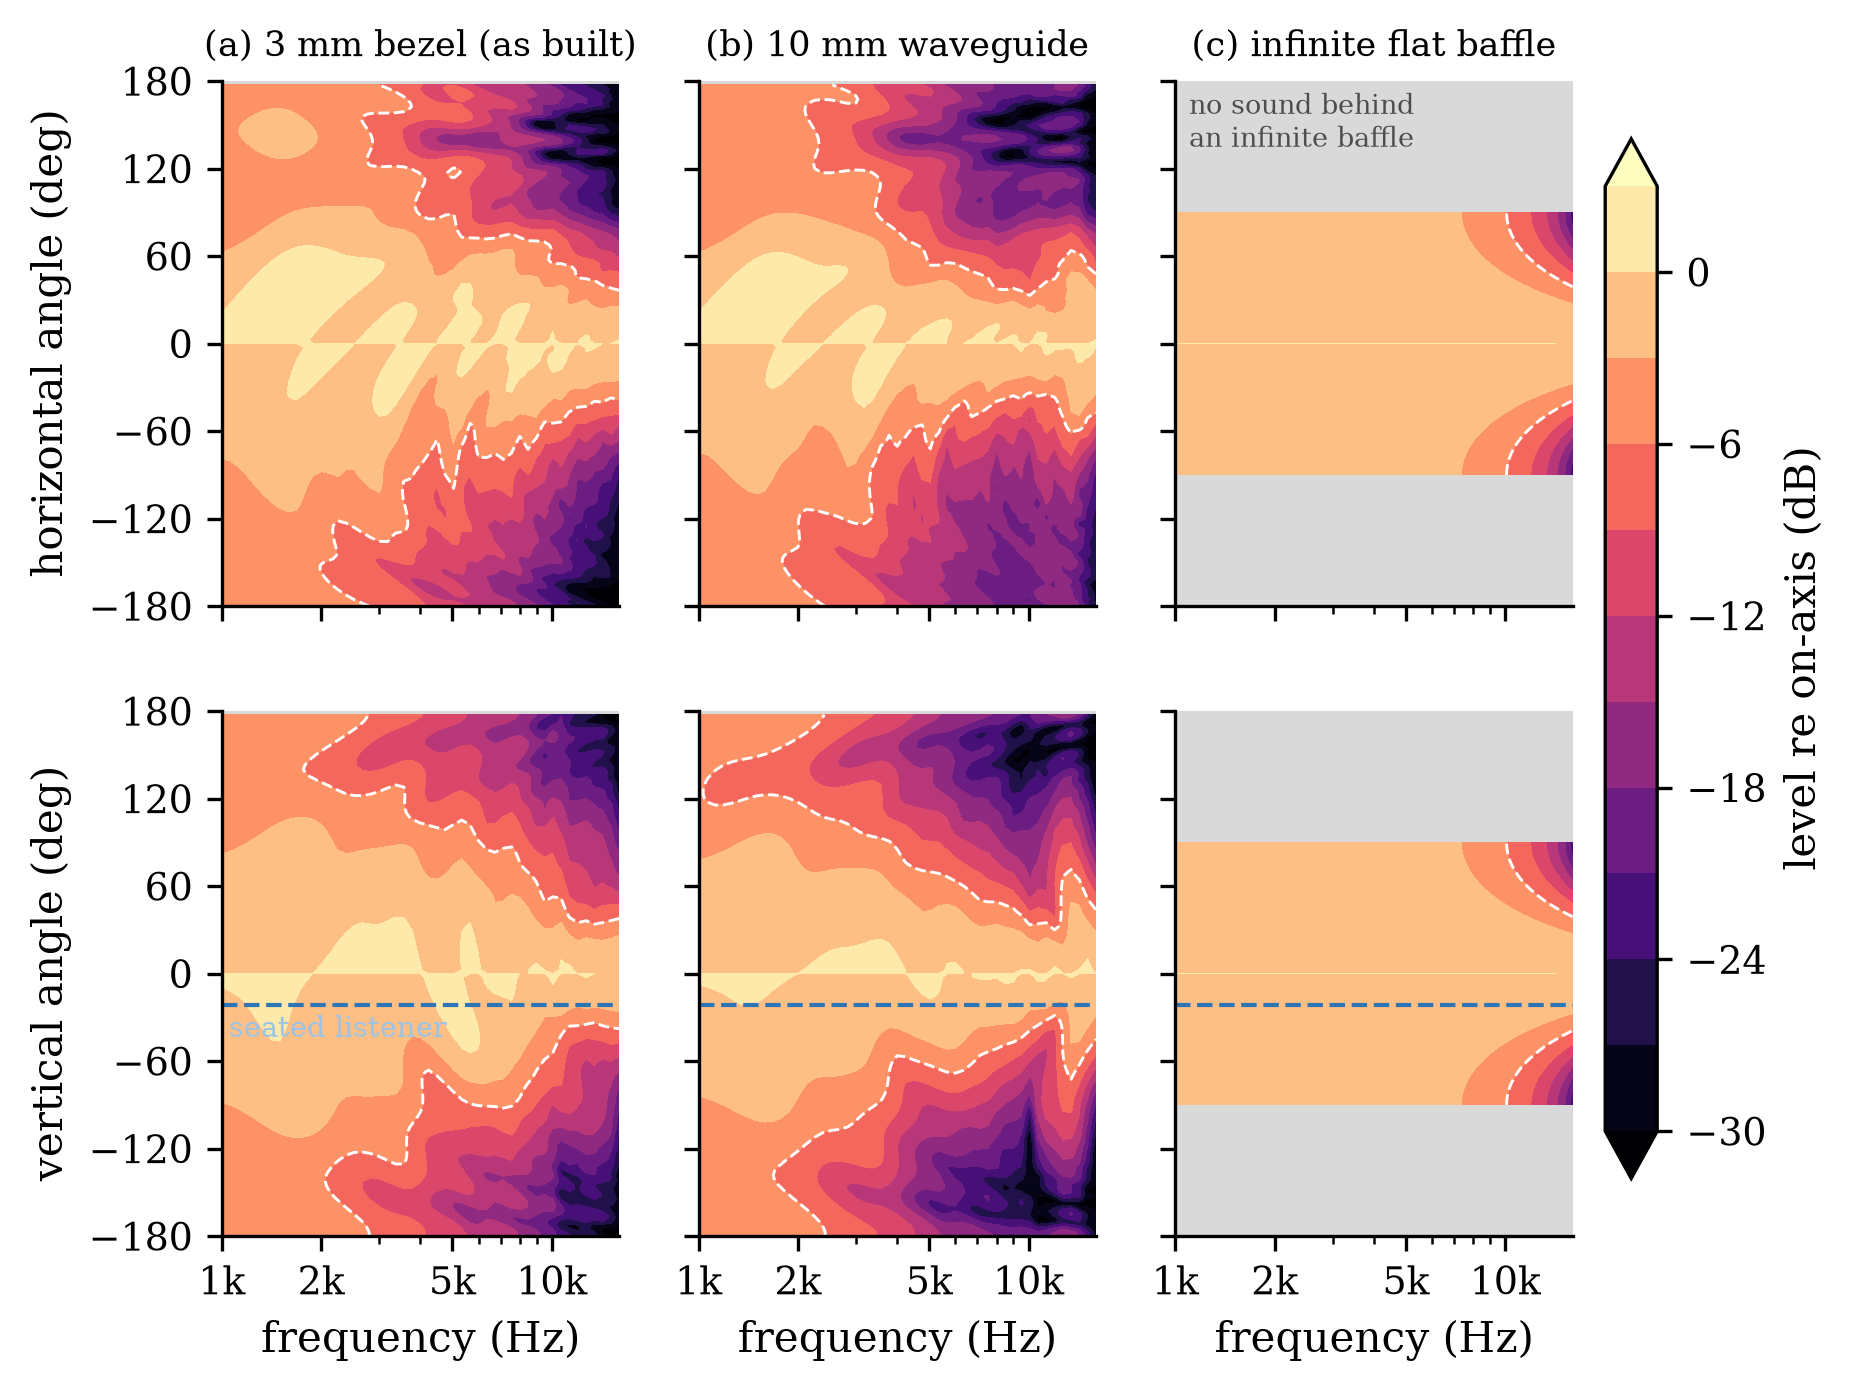 (a) 3 mm bezel (as built)
(b) 10 mm waveguide
(c) infinite flat baffle
horizontal angle (deg)
180
120
60
0
−60
−120
−180
no sound behind
an infinite baffle
vertical angle (deg)
180
120
60
0
−60
−120
−180
seated listener
1k 2k 5k 10k
1k 2k 5k 10k
1k 2k 5k 10k
frequency (Hz)
frequency (Hz)
frequency (Hz)
0
−6
−12
−18
−24
−30
level re on-axis (dB)